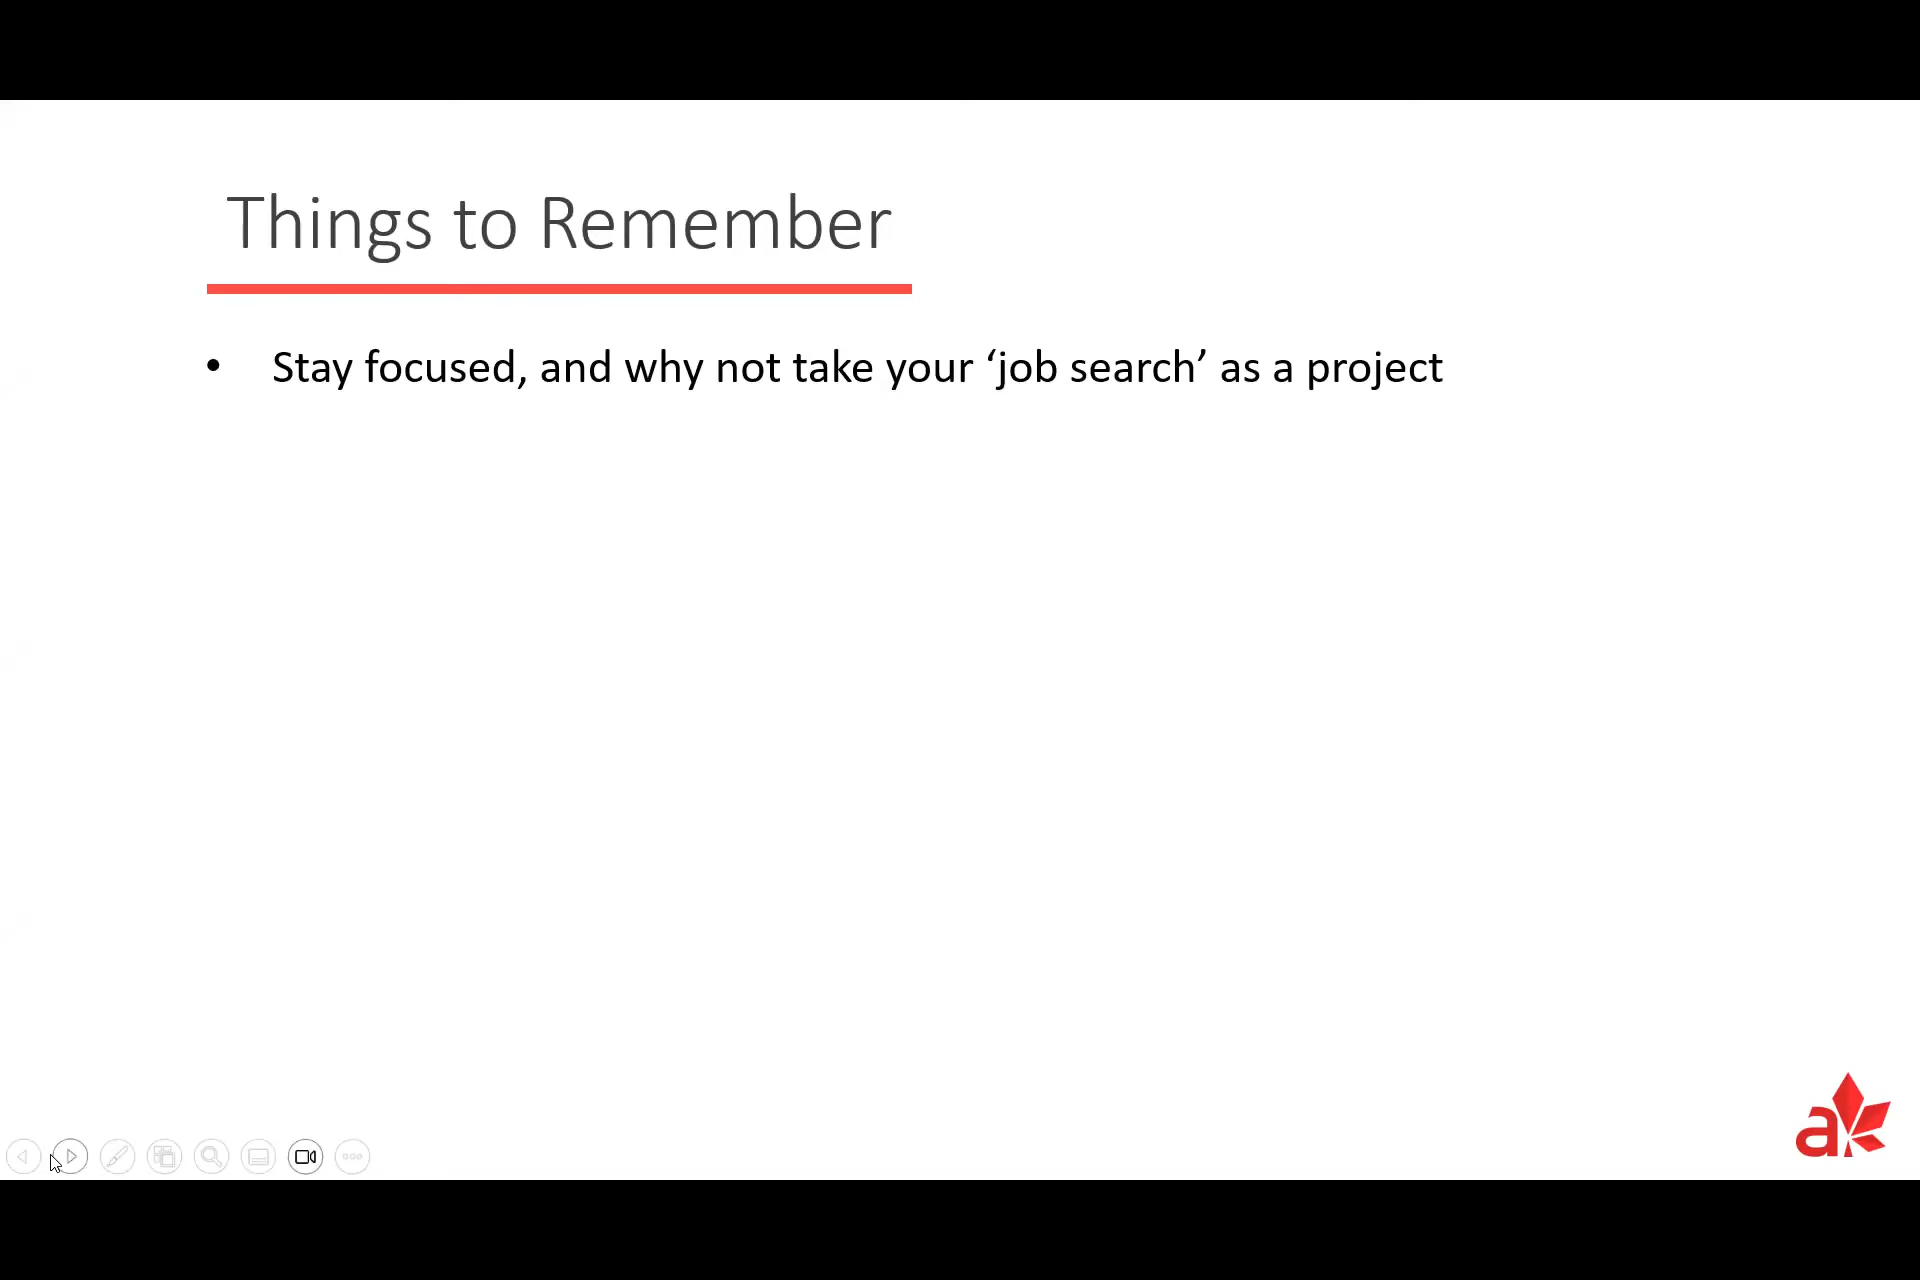 Things to Remember
• Stay focused, and why not take your ‘job search’ as a project
a